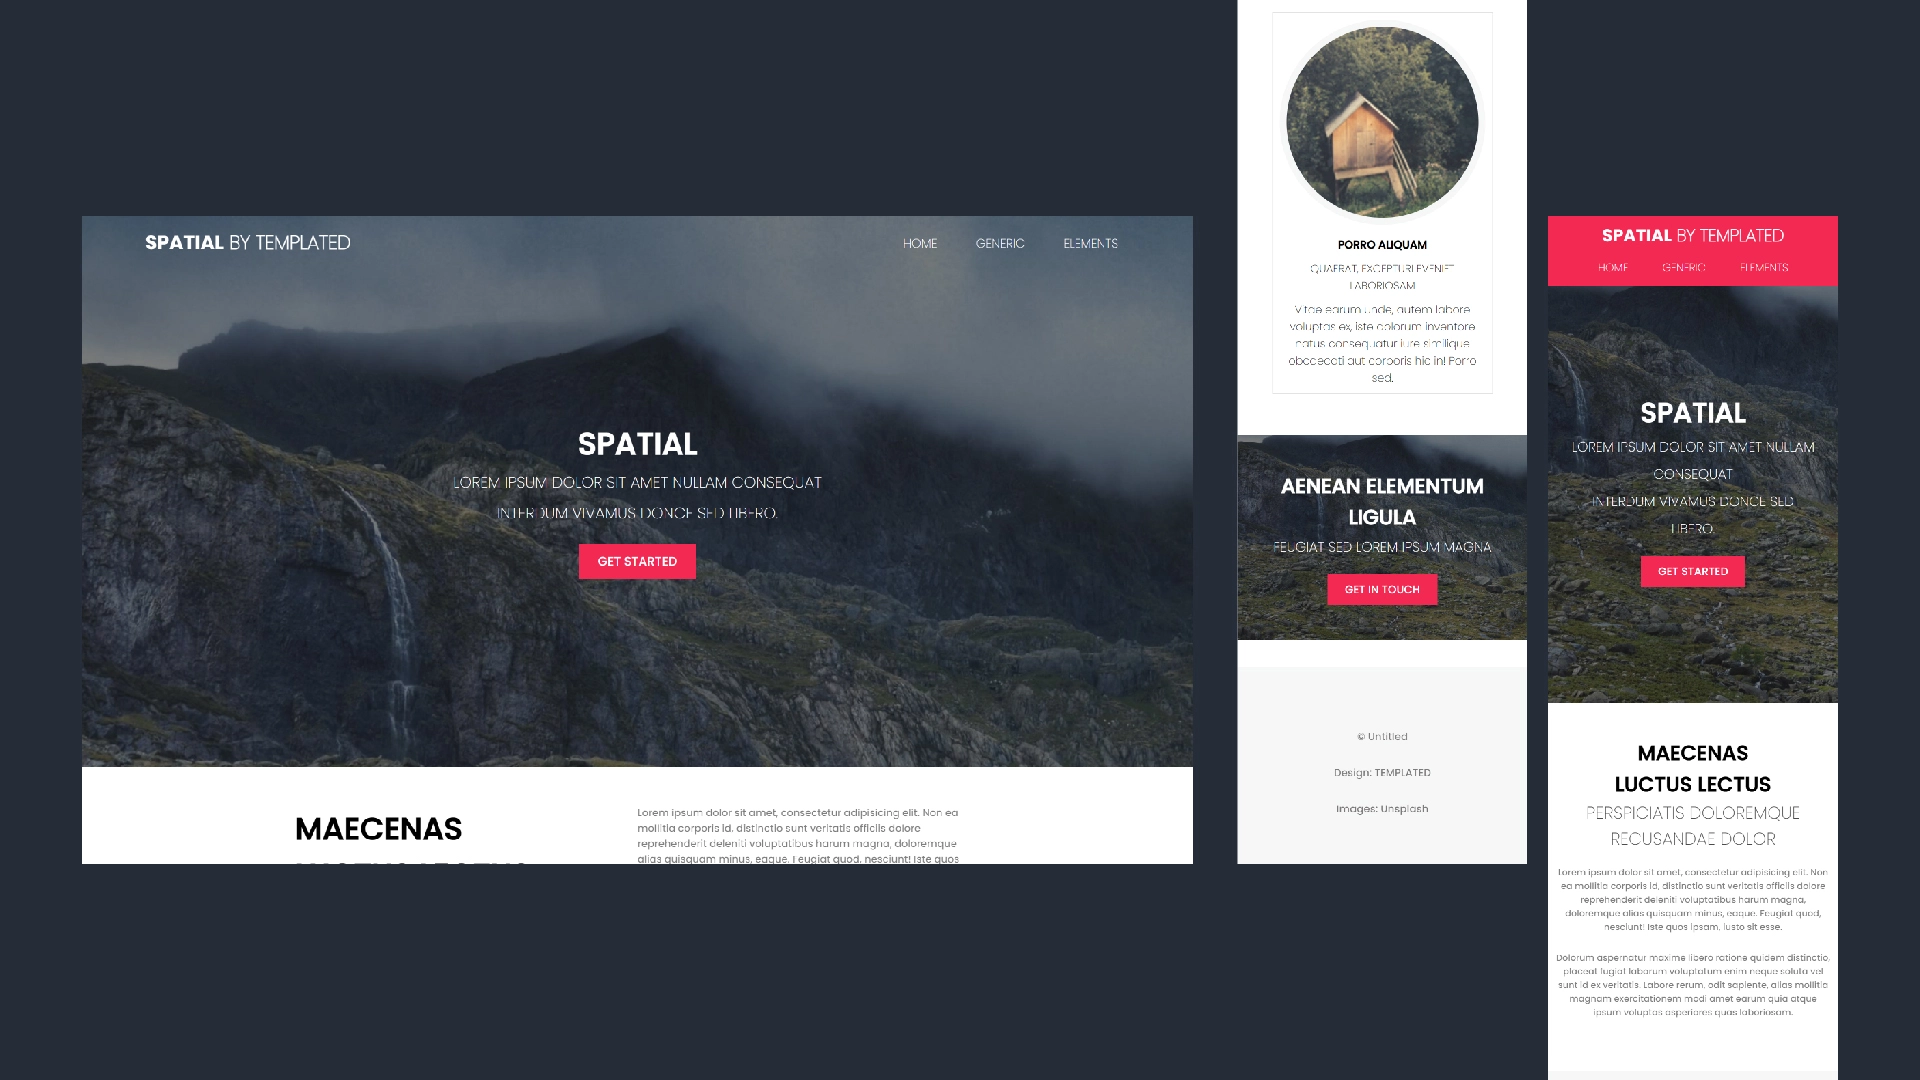 SPATIAL BY TEMPLATED
HOME GENERIC ELEMENTS
SPATIAL
LOREM IPSUM DOLOR SIT AMET NULLAM CONSEQUAT
INTERDUM VIVAMUS DONCE SED LIBERO.
GET STARTED
MAECENAS
Lorem ipsum dolor sit amet, consectetur adipisicing elit. Non ea
mollitia corporis id, distinctio sunt veritatis officiis dolore
reprehenderit deleniti voluptatibus harum magna, doloremque
alias quisquam minus, eaque. Feugiat quod, nesciunt! Iste quos
PORRO ALIQUAM
QUAERAT, EXCEPTURI EVENIET
LABORIOSAM
Vitae earum unde, autem labore
voluptas ex, iste dolorum inventore
natus consequatur iure similique
obcaecati aut corporis hic in! Porro
sed.
AENEAN ELEMENTUM
LIGULA
FEUGIAT SED LOREM IPSUM MAGNA
GET IN TOUCH
© Untitled
Design: TEMPLATED
Images: Unsplash
SPATIAL BY TEMPLATED
HOME GENERIC ELEMENTS
SPATIAL
LOREM IPSUM DOLOR SIT AMET NULLAM
CONSEQUAT
INTERDUM VIVAMUS DONCE SED
LIBERO.
GET STARTED
MAECENAS
LUCTUS LECTUS
PERSPICIATIS DOLOREMQUE
RECUSANDAE DOLOR
Lorem ipsum dolor sit amet, consectetur adipisicing elit. Non
ea mollitia corporis id, distinctio sunt veritatis officiis dolore
reprehenderit deleniti voluptatibus harum magna,
doloremque alias quisquam minus, eaque. Feugiat quod,
nesciunt! Iste quos ipsam, iusto sit esse.
Dolorum aspernatur maxime libero ratione quidem distinctio,
placeat fugiat laborum voluptatum enim neque soluta vel
sunt id ex veritatis. Labore rerum, odit sapiente, alias mollitia
magnam exercitationem modi amet earum quia atque
ipsum voluptas asperiores quas laboriosam.